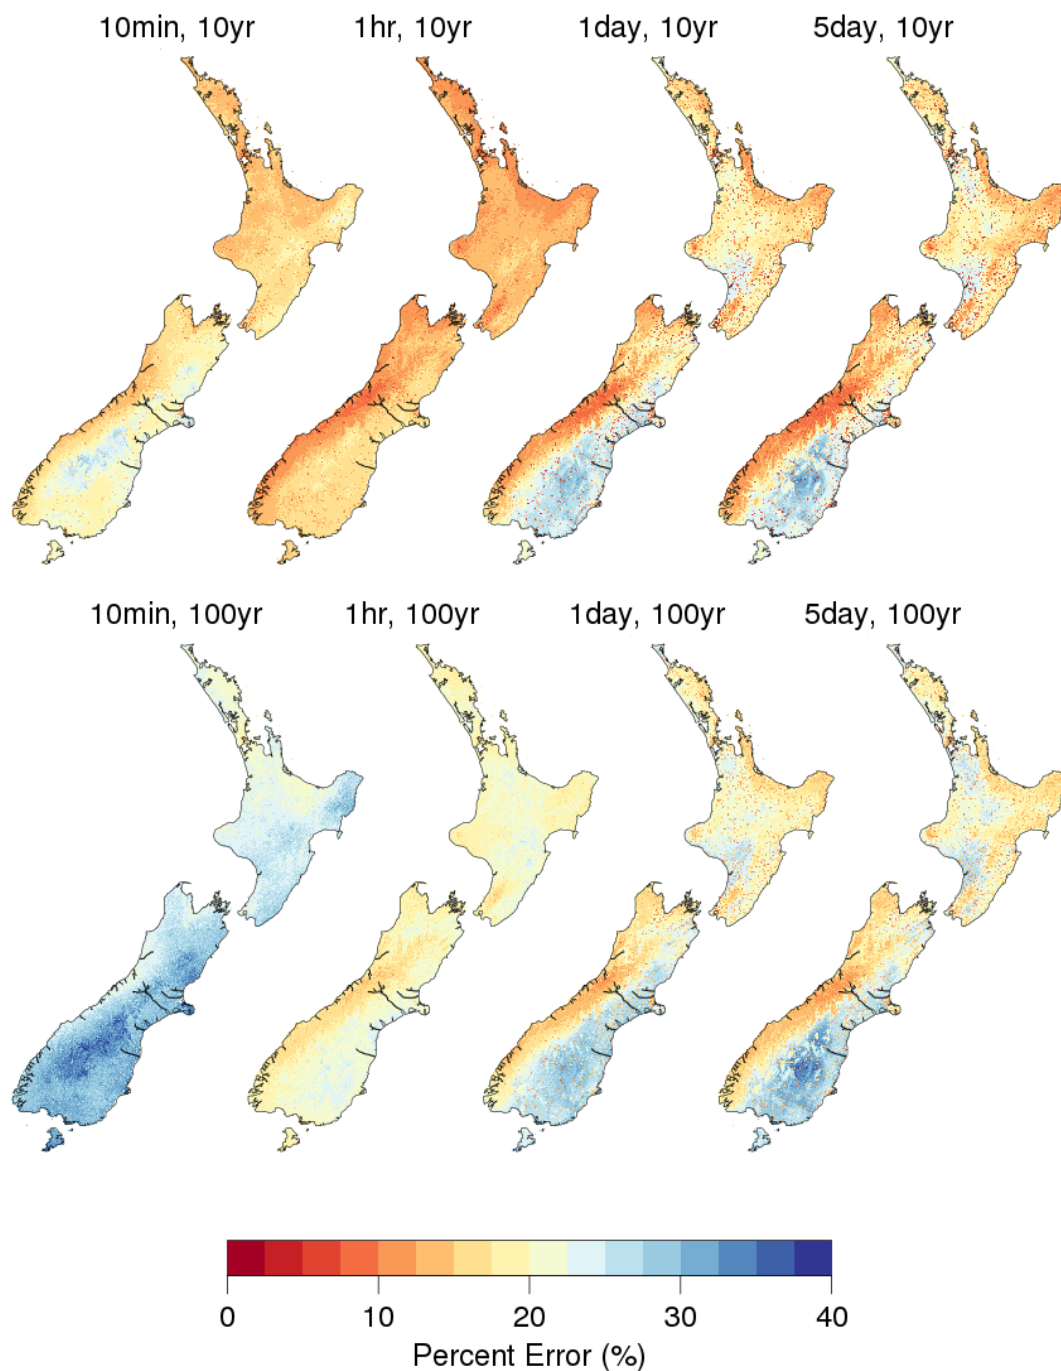 10min, 10yr 1hr, 10yr 1day, 10yr 5day, 10yr
10min, 100yr 1hr, 100yr 1day, 100yr 5day, 100yr
0 10 20 30 40
Percent Error (%)